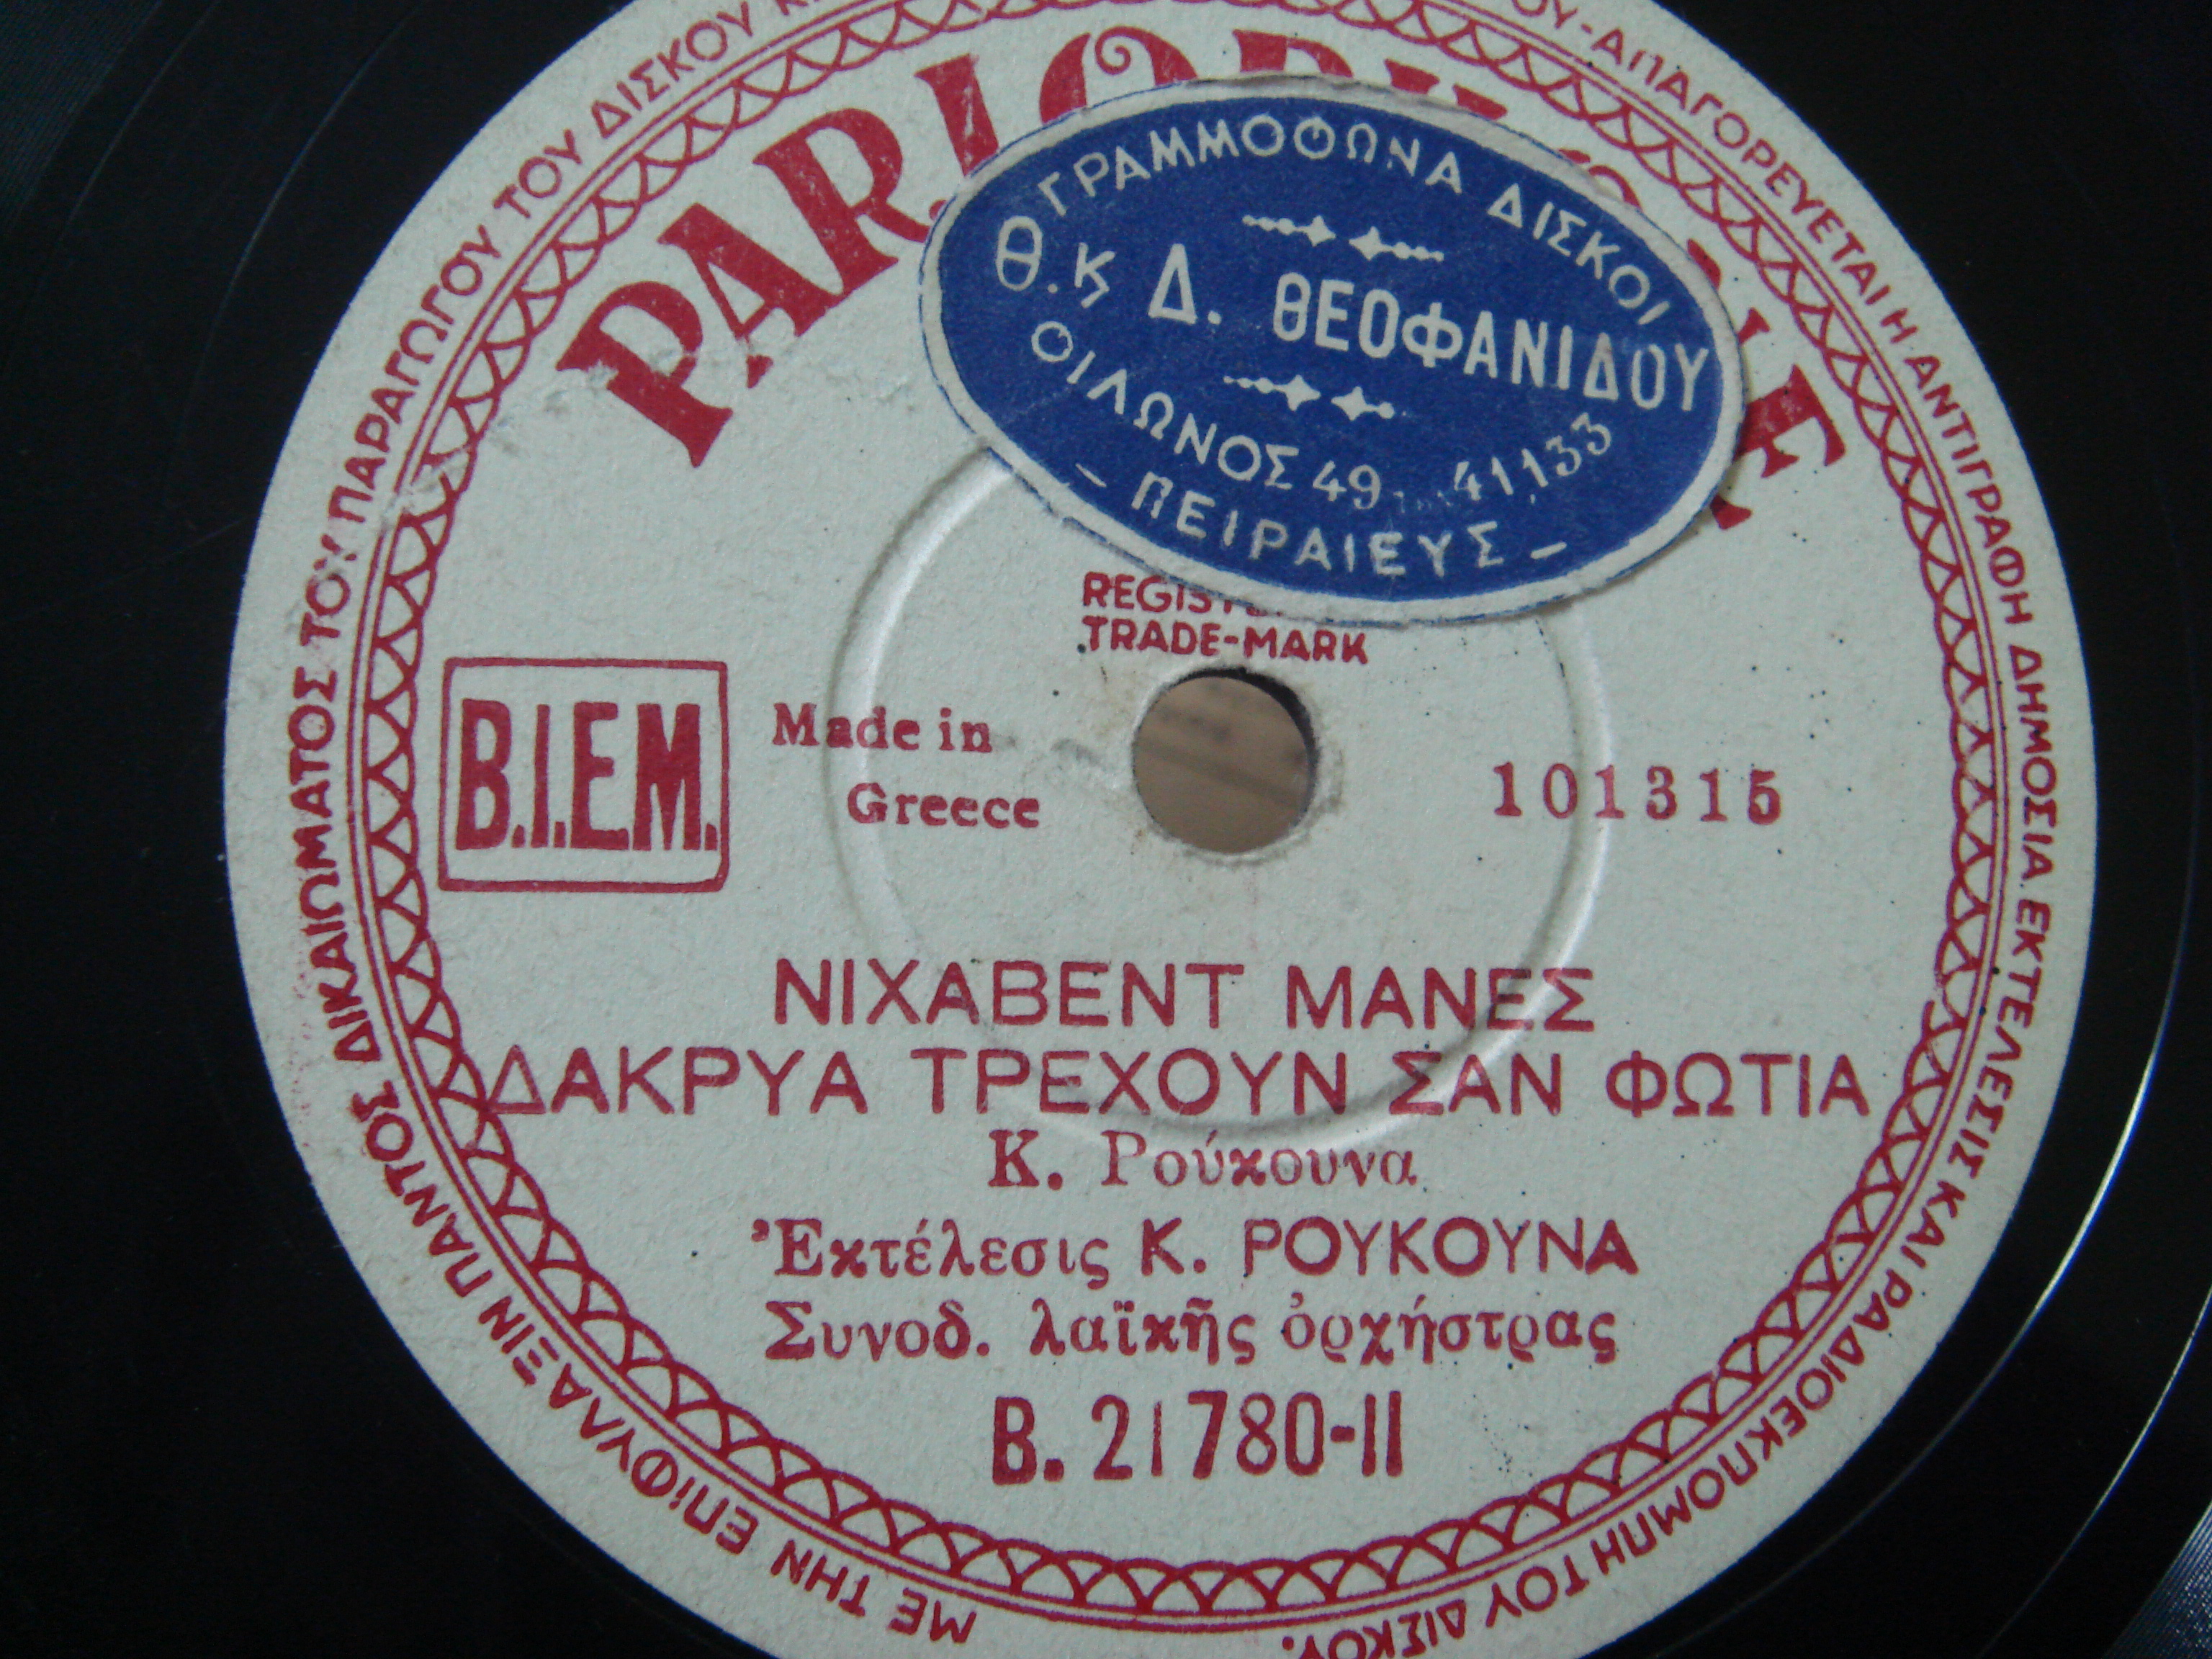 ΜΕ ΤΗΝ ΕΠΙΦΥΛΑΞΙΝ ΠΑΝΤΟΣ ΔΙΚΑΙΩΜΑΤΟΣ ΤΟΥ ΠΑΡΑΓΩΓΟΥ ΤΟΥ ΔΙΣΚΟΥ
ΑΠΑΓΟΡΕΥΕΤΑΙ Η ΑΝΤΙΓΡΑΦΗ ΔΗΜΟΣΙΑ ΕΚΤΕΛΕΣΙΣ ΚΑΙ ΡΑΔΙΟΕΚΠΟΜΠΗ ΤΟΥ ΔΙΣΚΟΥ.
ΓΡΑΜΜΟΦΩΝΑ ΔΙΣΚΟΙ
Θ. Κ Δ. ΘΕΟΦΑΝΙΔΟΥ
ΦΙΛΩΝΟΣ 49 41,133
- ΠΕΙΡΑΙΕΥΣ -
TRADE-MARK
B.I.E.M.
Made in
Greece
101315
ΝΙΧΑΒΕΝΤ ΜΑΝΕΣ
ΔΑΚΡΥΑ ΤΡΕΧΟΥΝ ΣΑΝ ΦΩΤΙΑ
Κ. Ρούκουνα
Ἐκτέλεσις Κ. ΡΟΥΚΟΥΝΑ
Συνοδ. λαϊκῆς ὀρχήστρας
B. 21780-II